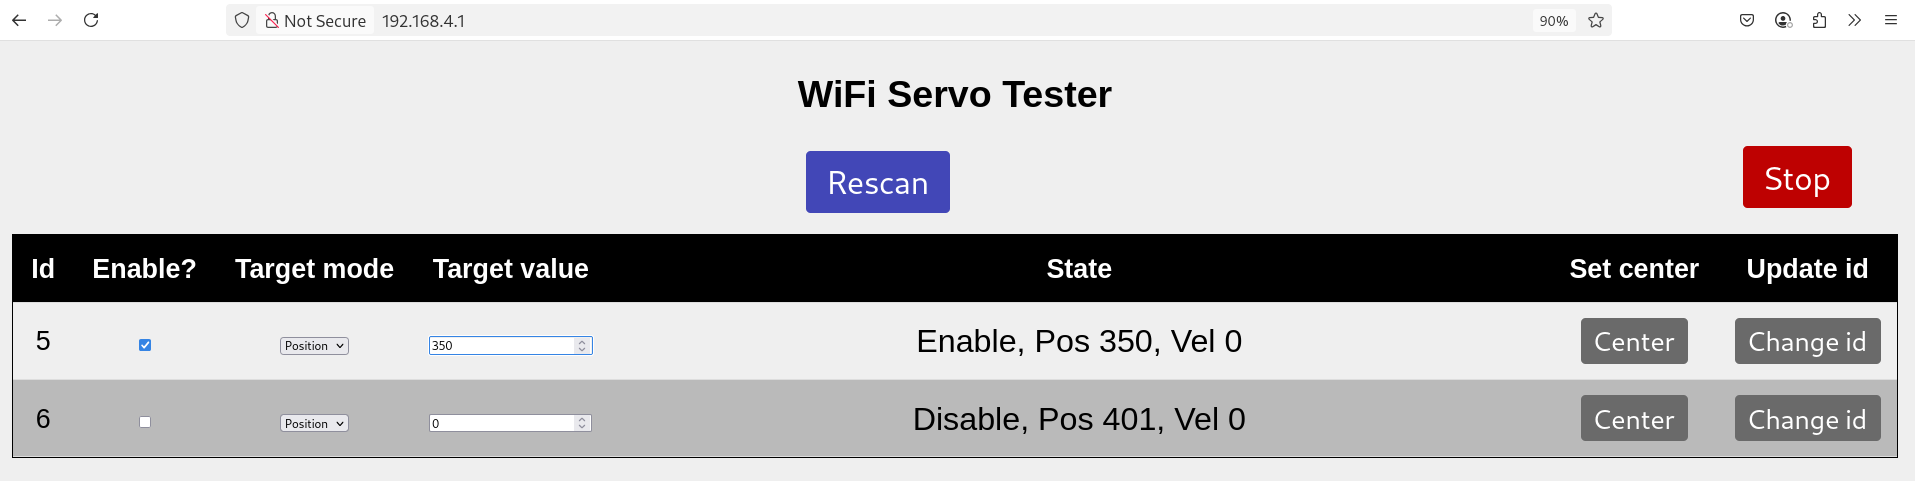 Not Secure 192.168.4.1 90%
WiFi Servo Tester
Rescan Stop
Id Enable? Target mode Target value State Set center Update id
5 Position 350 Enable, Pos 350, Vel 0 Center Change id
6 Position 0 Disable, Pos 401, Vel 0 Center Change id